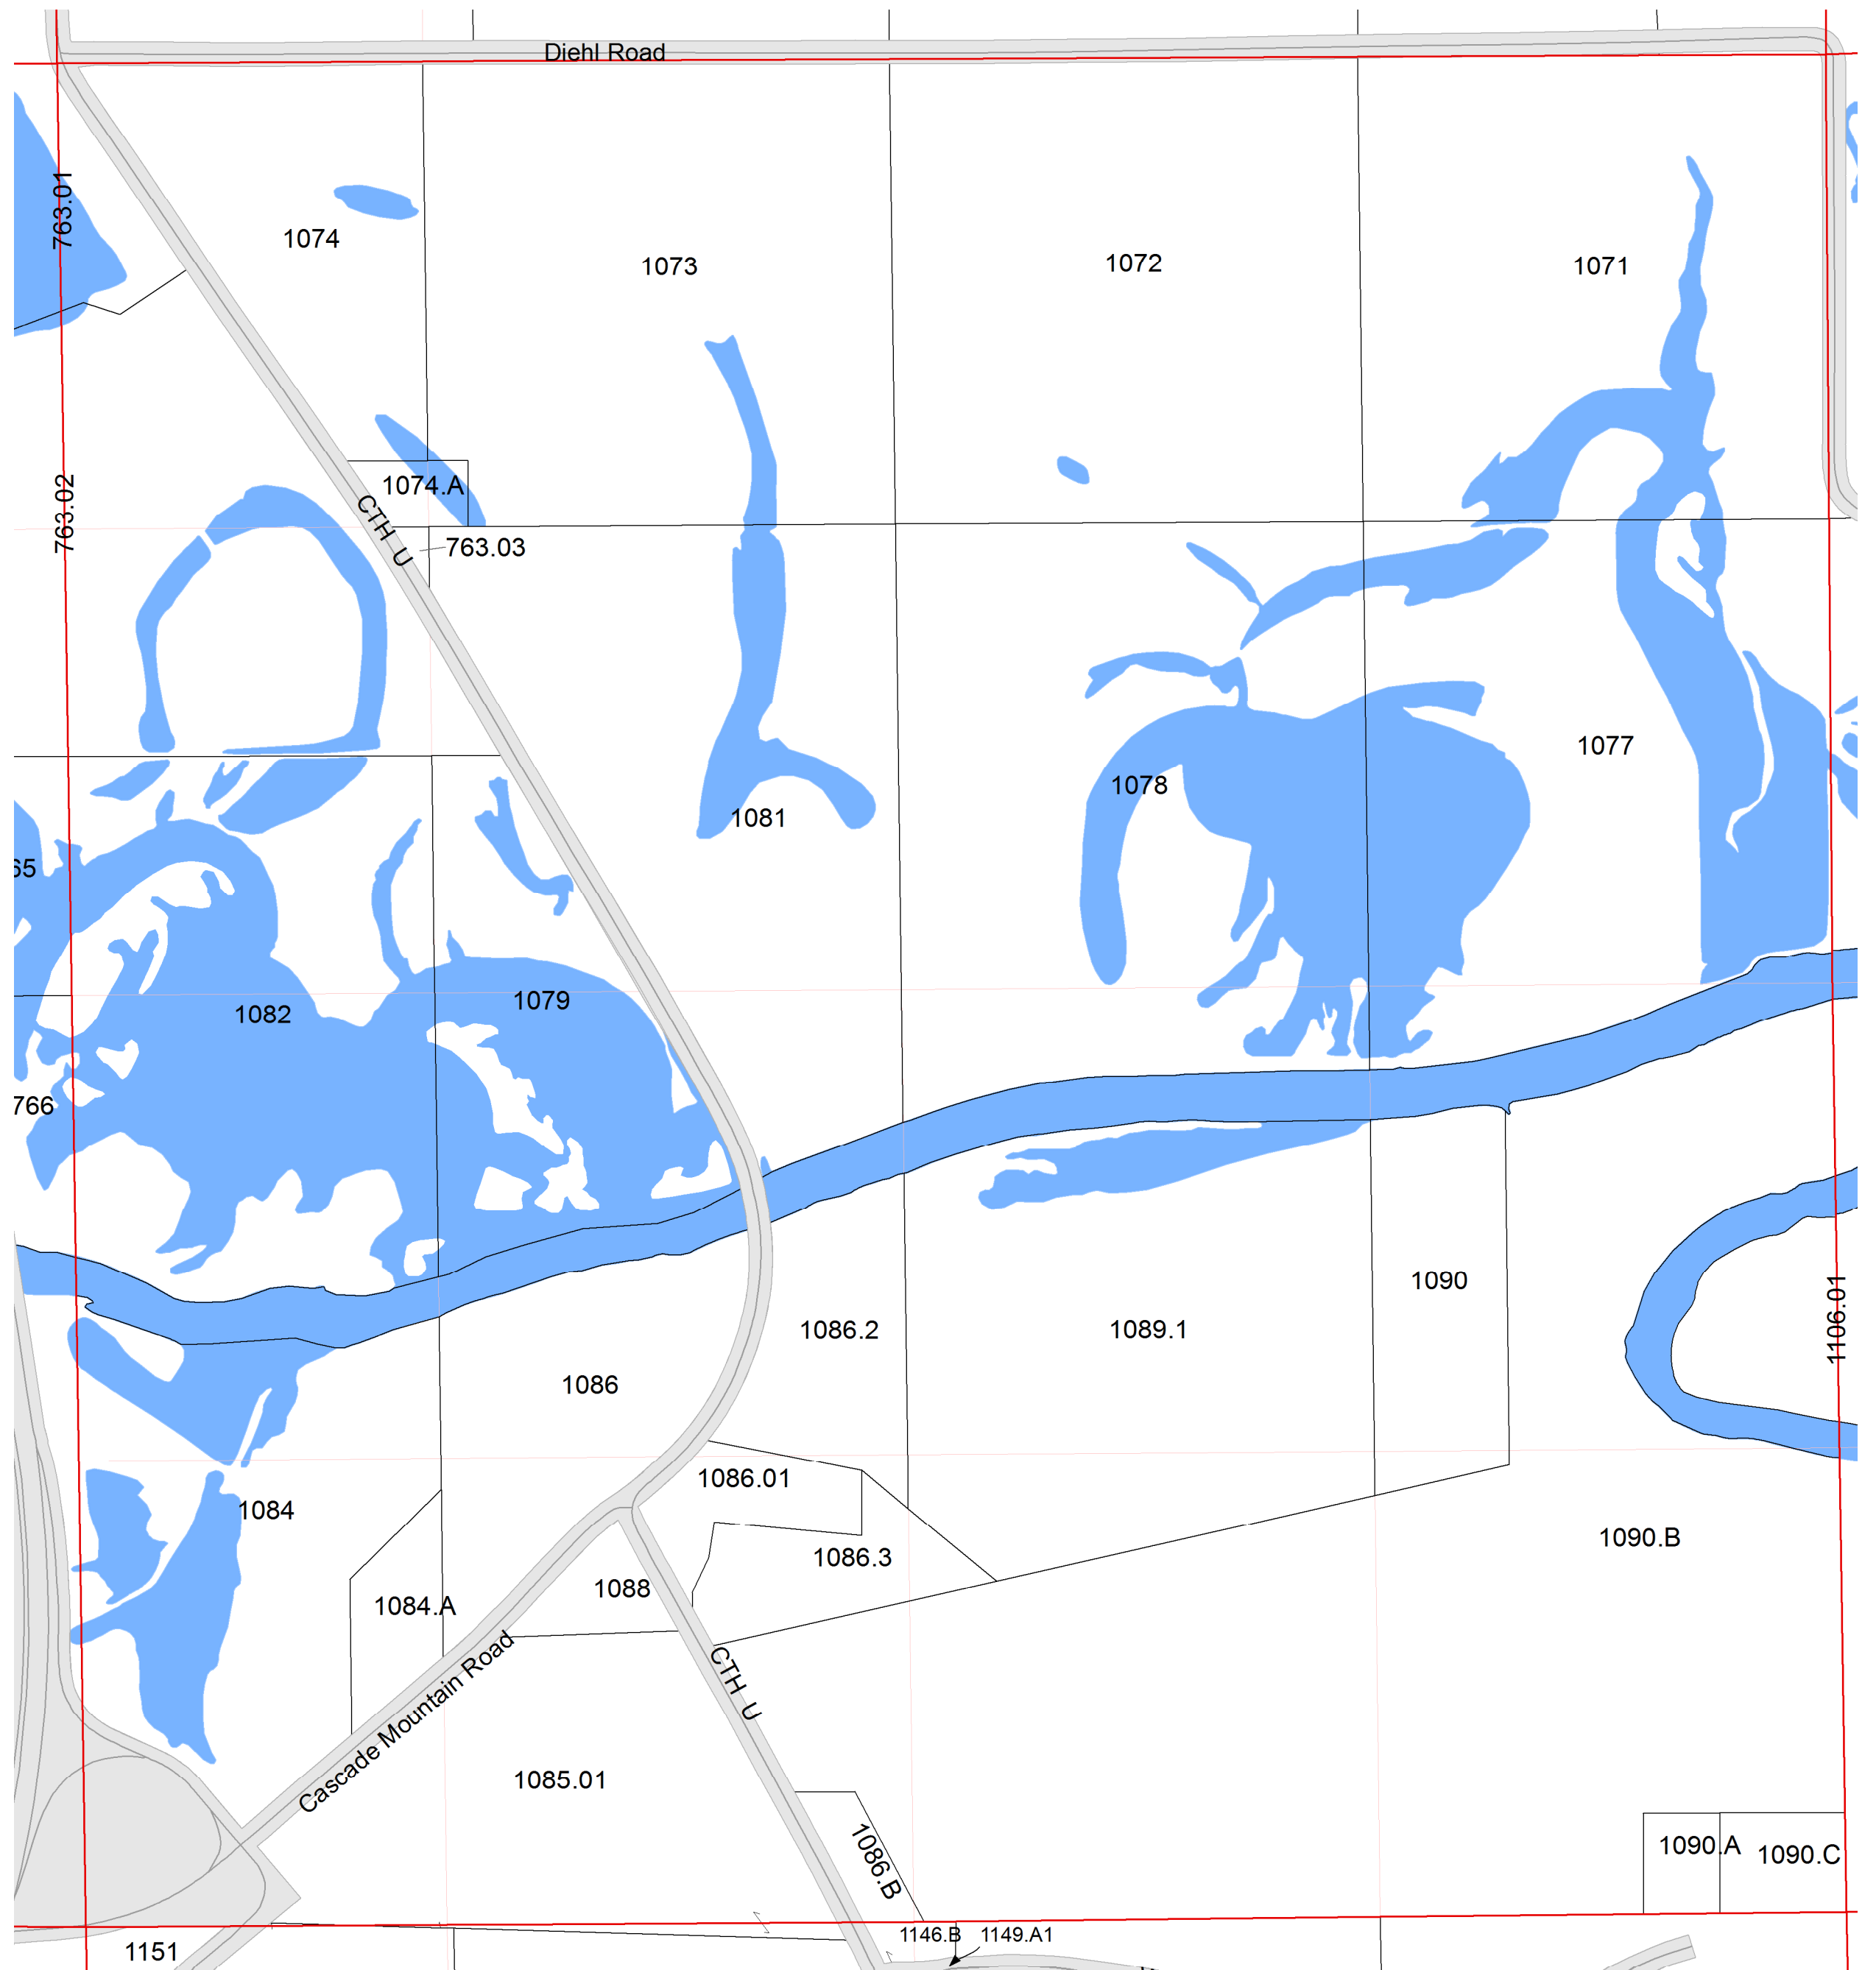 Diehl Road
763.01
1074
1073
1072
1071
1074.A
763.02
CTH U
763.03
1077
1078
1081
65
1079
1082
766
1090
1106.01
1086.2
1089.1
1086
1086.01
1084
1090.B
1086.3
1088
1084.A
Cascade Mountain Road
CTH U
1085.01
1086.B
1090.A
1090.C
1146.B
1149.A1
1151